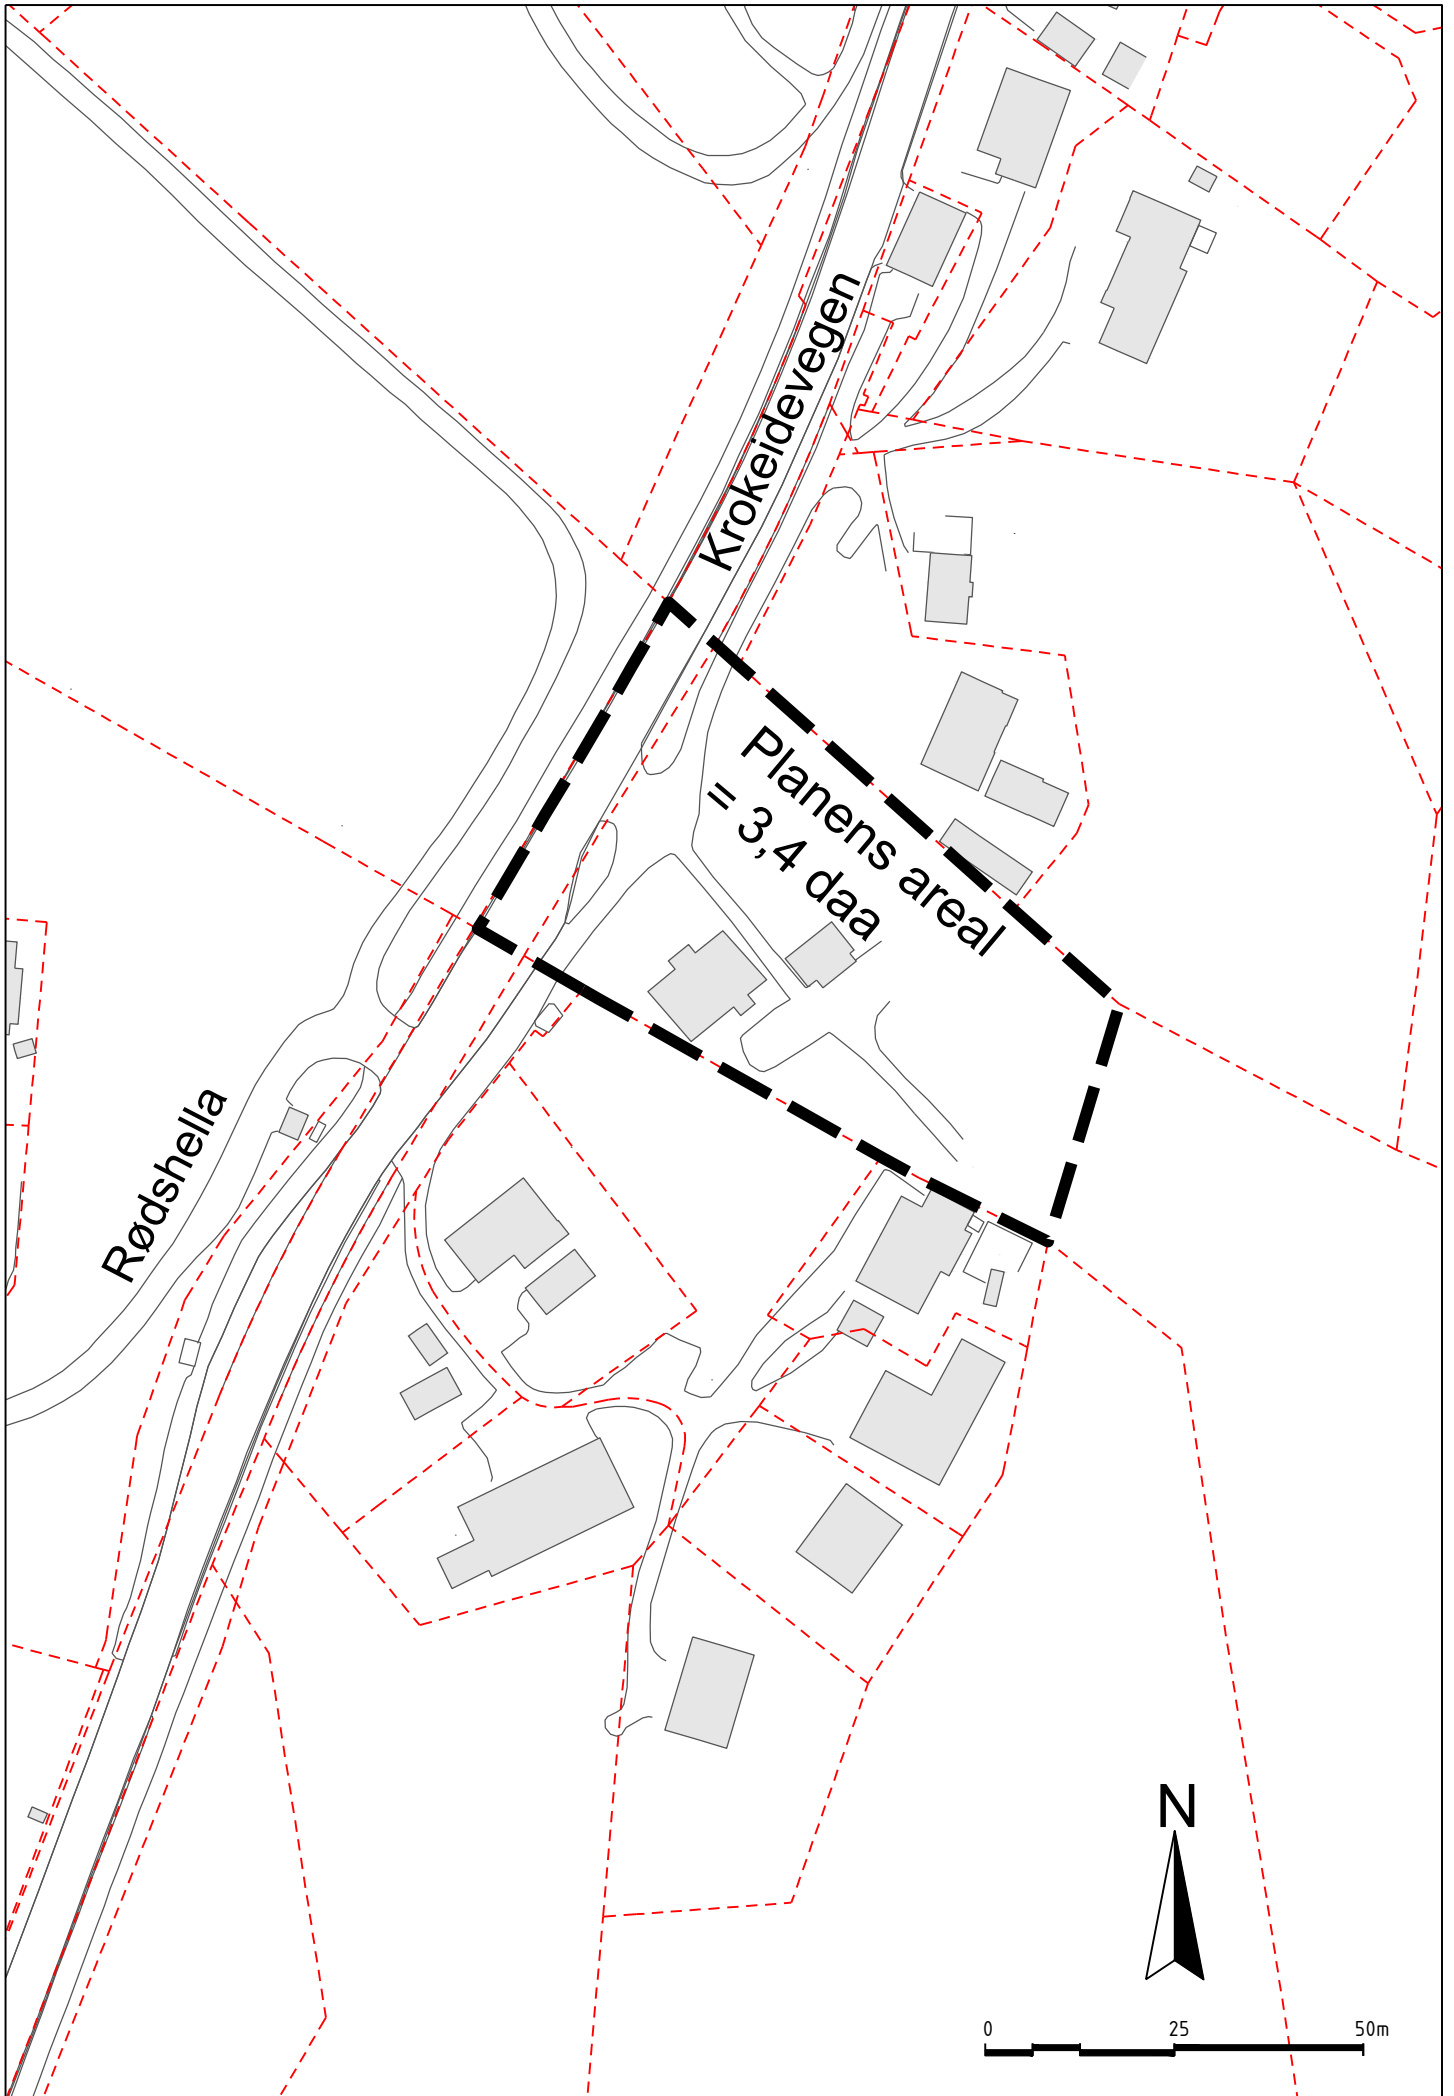 Krokeidevegen
Planens areal
= 3,4 daa
Rødshella
N
0 25 50m